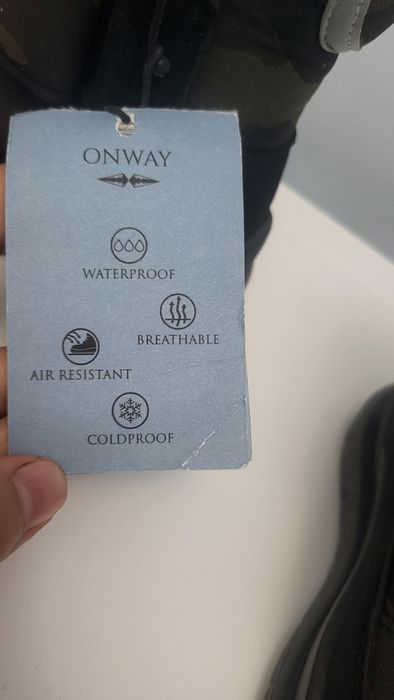 ONWAY
WATERPROOF
BREATHABLE
AIR RESISTANT
COLDPROOF